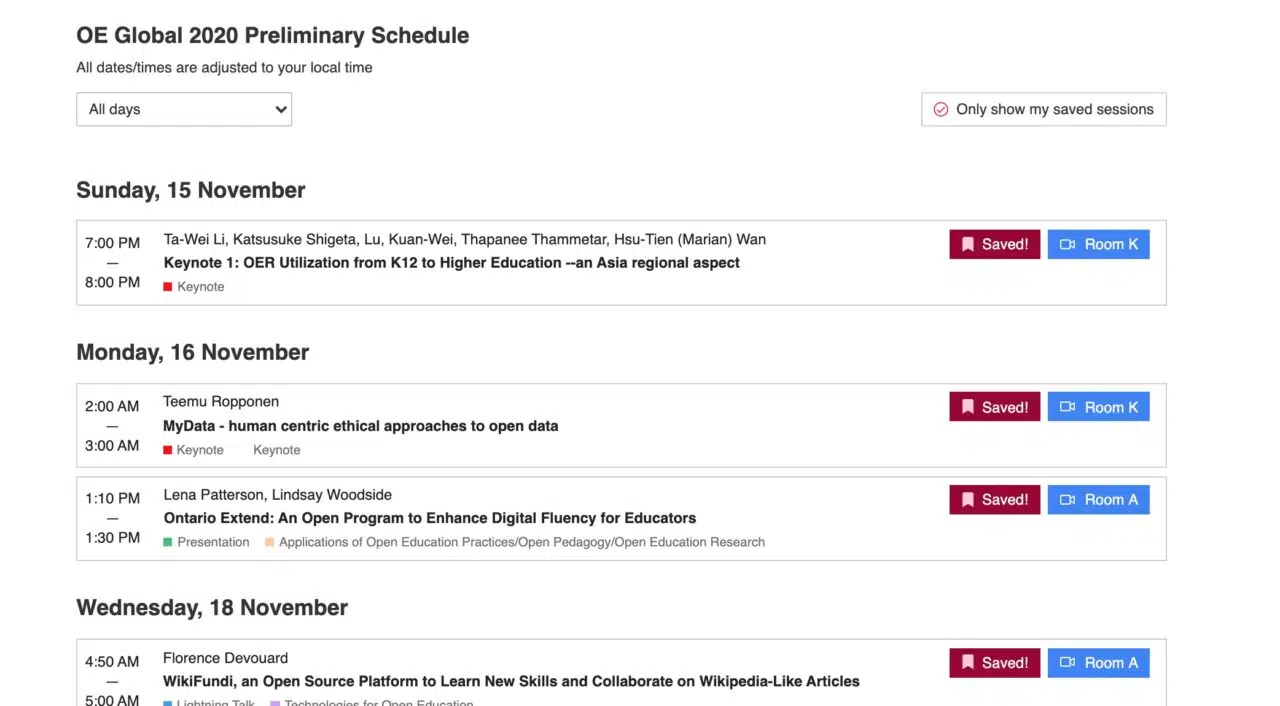 OE Global 2020 Preliminary Schedule
All dates/times are adjusted to your local time
All days
Only show my saved sessions
Sunday, 15 November
7:00 PM
—
8:00 PM
Ta-Wei Li, Katsusuke Shigeta, Lu, Kuan-Wei, Thapanee Thammetar, Hsu-Tien (Marian) Wan
Keynote 1: OER Utilization from K12 to Higher Education --an Asia regional aspect
Keynote
Saved!
Room K
Monday, 16 November
2:00 AM
—
3:00 AM
Teemu Ropponen
MyData - human centric ethical approaches to open data
Keynote Keynote
Saved!
Room K
1:10 PM
—
1:30 PM
Lena Patterson, Lindsay Woodside
Ontario Extend: An Open Program to Enhance Digital Fluency for Educators
Presentation Applications of Open Education Practices/Open Pedagogy/Open Education Research
Saved!
Room A
Wednesday, 18 November
4:50 AM
—
5:00 AM
Florence Devouard
WikiFundi, an Open Source Platform to Learn New Skills and Collaborate on Wikipedia-Like Articles
Lightning Talk Technologies for Open Education
Saved!
Room A